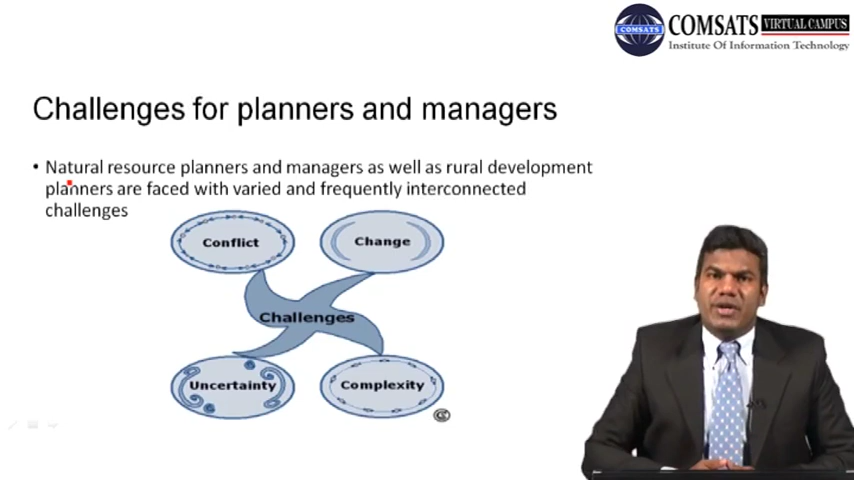 COMSATS
COMSATS VIRTUAL CAMPUS
Institute Of Information Technology
Challenges for planners and managers
• Natural resource planners and managers as well as rural development
planners are faced with varied and frequently interconnected
challenges
Conflict
Change
Challenges
Uncertainty
Complexity